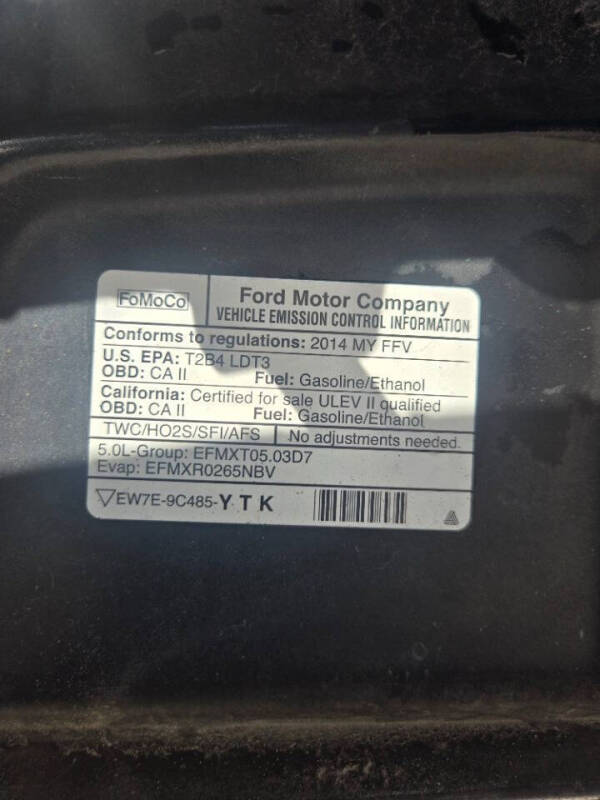 FoMoCo
Ford Motor Company
VEHICLE EMISSION CONTROL INFORMATION
Conforms to regulations: 2014 MY FFV
U.S. EPA: T2B4 LDT3
OBD: CA II Fuel: Gasoline/Ethanol
California: Certified for sale ULEV II qualified
OBD: CA II Fuel: Gasoline/Ethanol
TWC/HO2S/SFI/AFS No adjustments needed.
5.0L-Group: EFMXT05.03D7
Evap: EFMXR0265NBV
EW7E-9C485-Y T K